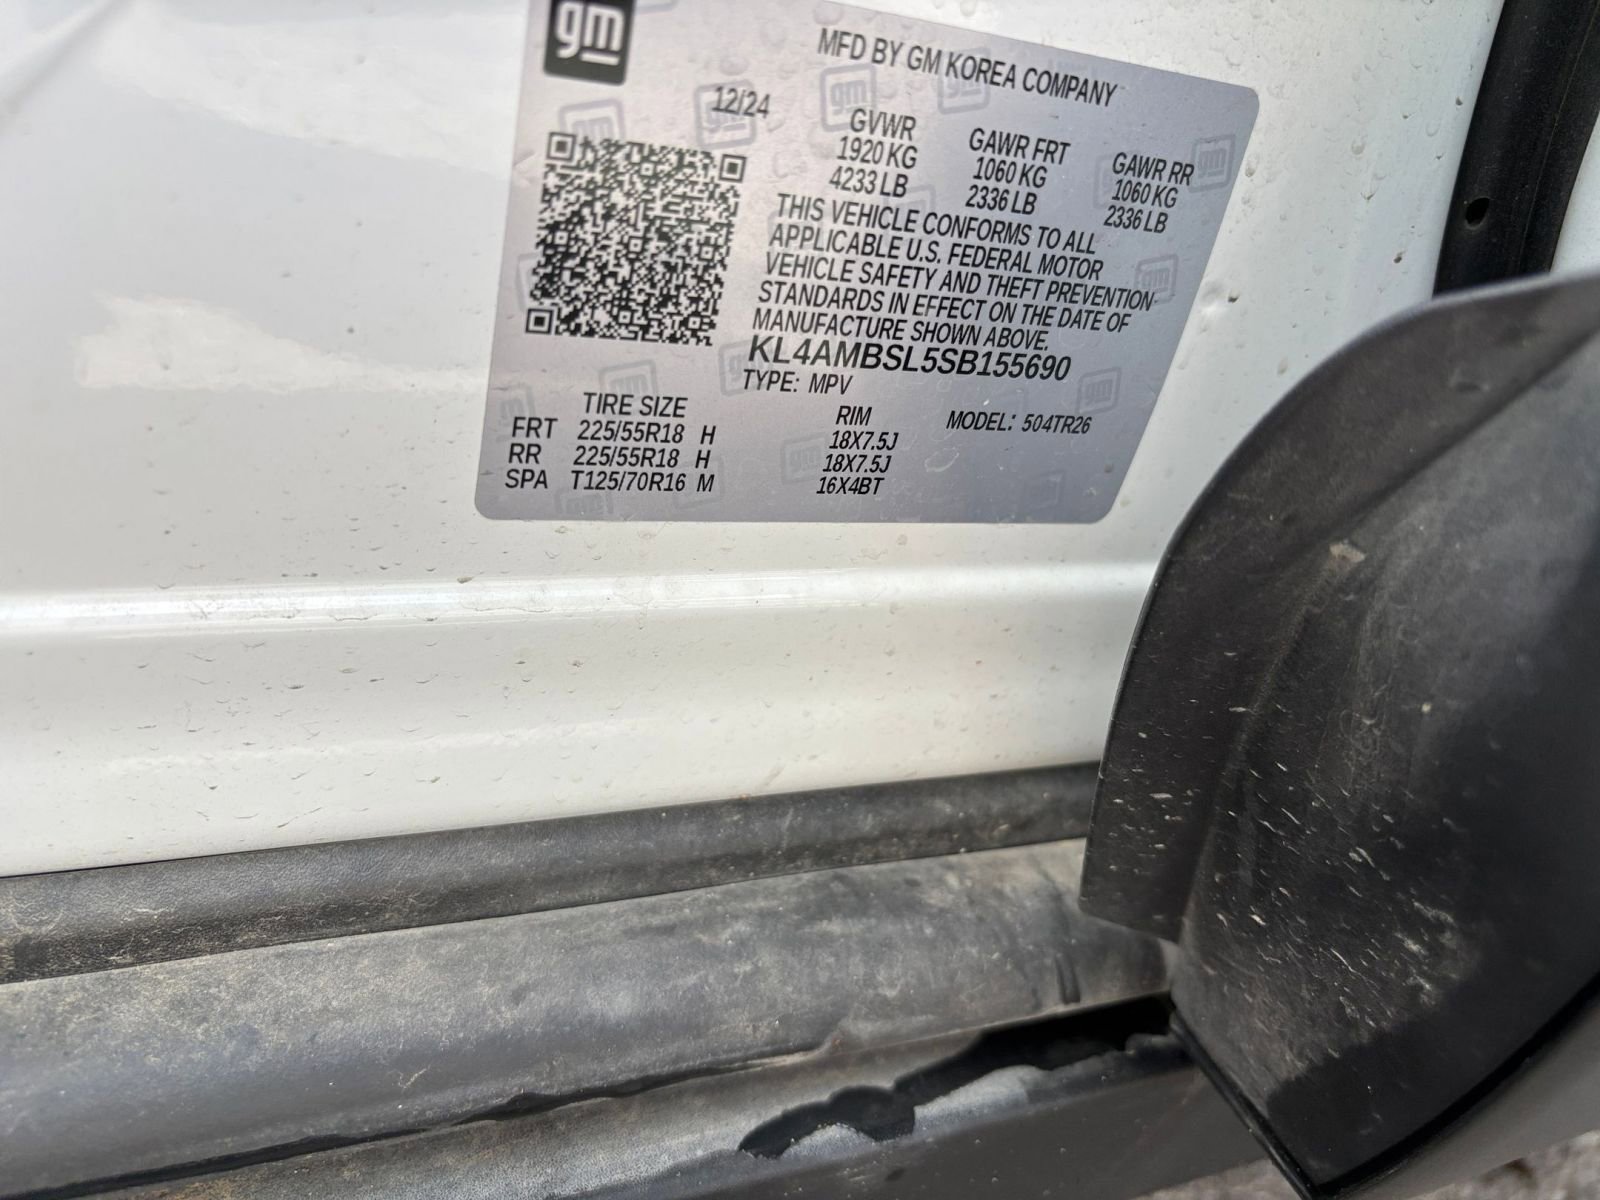 gm
MFD BY GM KOREA COMPANY
12/24
GVWR GAWR FRT GAWR RR
1920 KG 1060 KG 1060 KG
4233 LB 2336 LB 2336 LB
THIS VEHICLE CONFORMS TO ALL
APPLICABLE U.S. FEDERAL MOTOR
VEHICLE SAFETY AND THEFT PREVENTION
STANDARDS IN EFFECT ON THE DATE OF
MANUFACTURE SHOWN ABOVE.
KL4AMBSL5SB155690
TYPE: MPV
TIRE SIZE RIM MODEL: 504TR26
FRT 225/55R18 H 18X7.5J
RR 225/55R18 H 18X7.5J
SPA T125/70R16 M 16X4BT